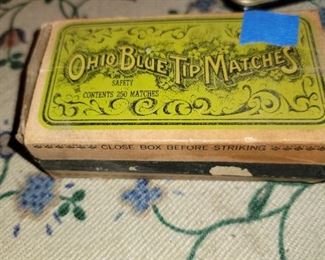 OHIO BLUE TIP MATCHES
SAFETY
CONTENTS 250 MATCHES
CLOSE BOX BEFORE STRIKING